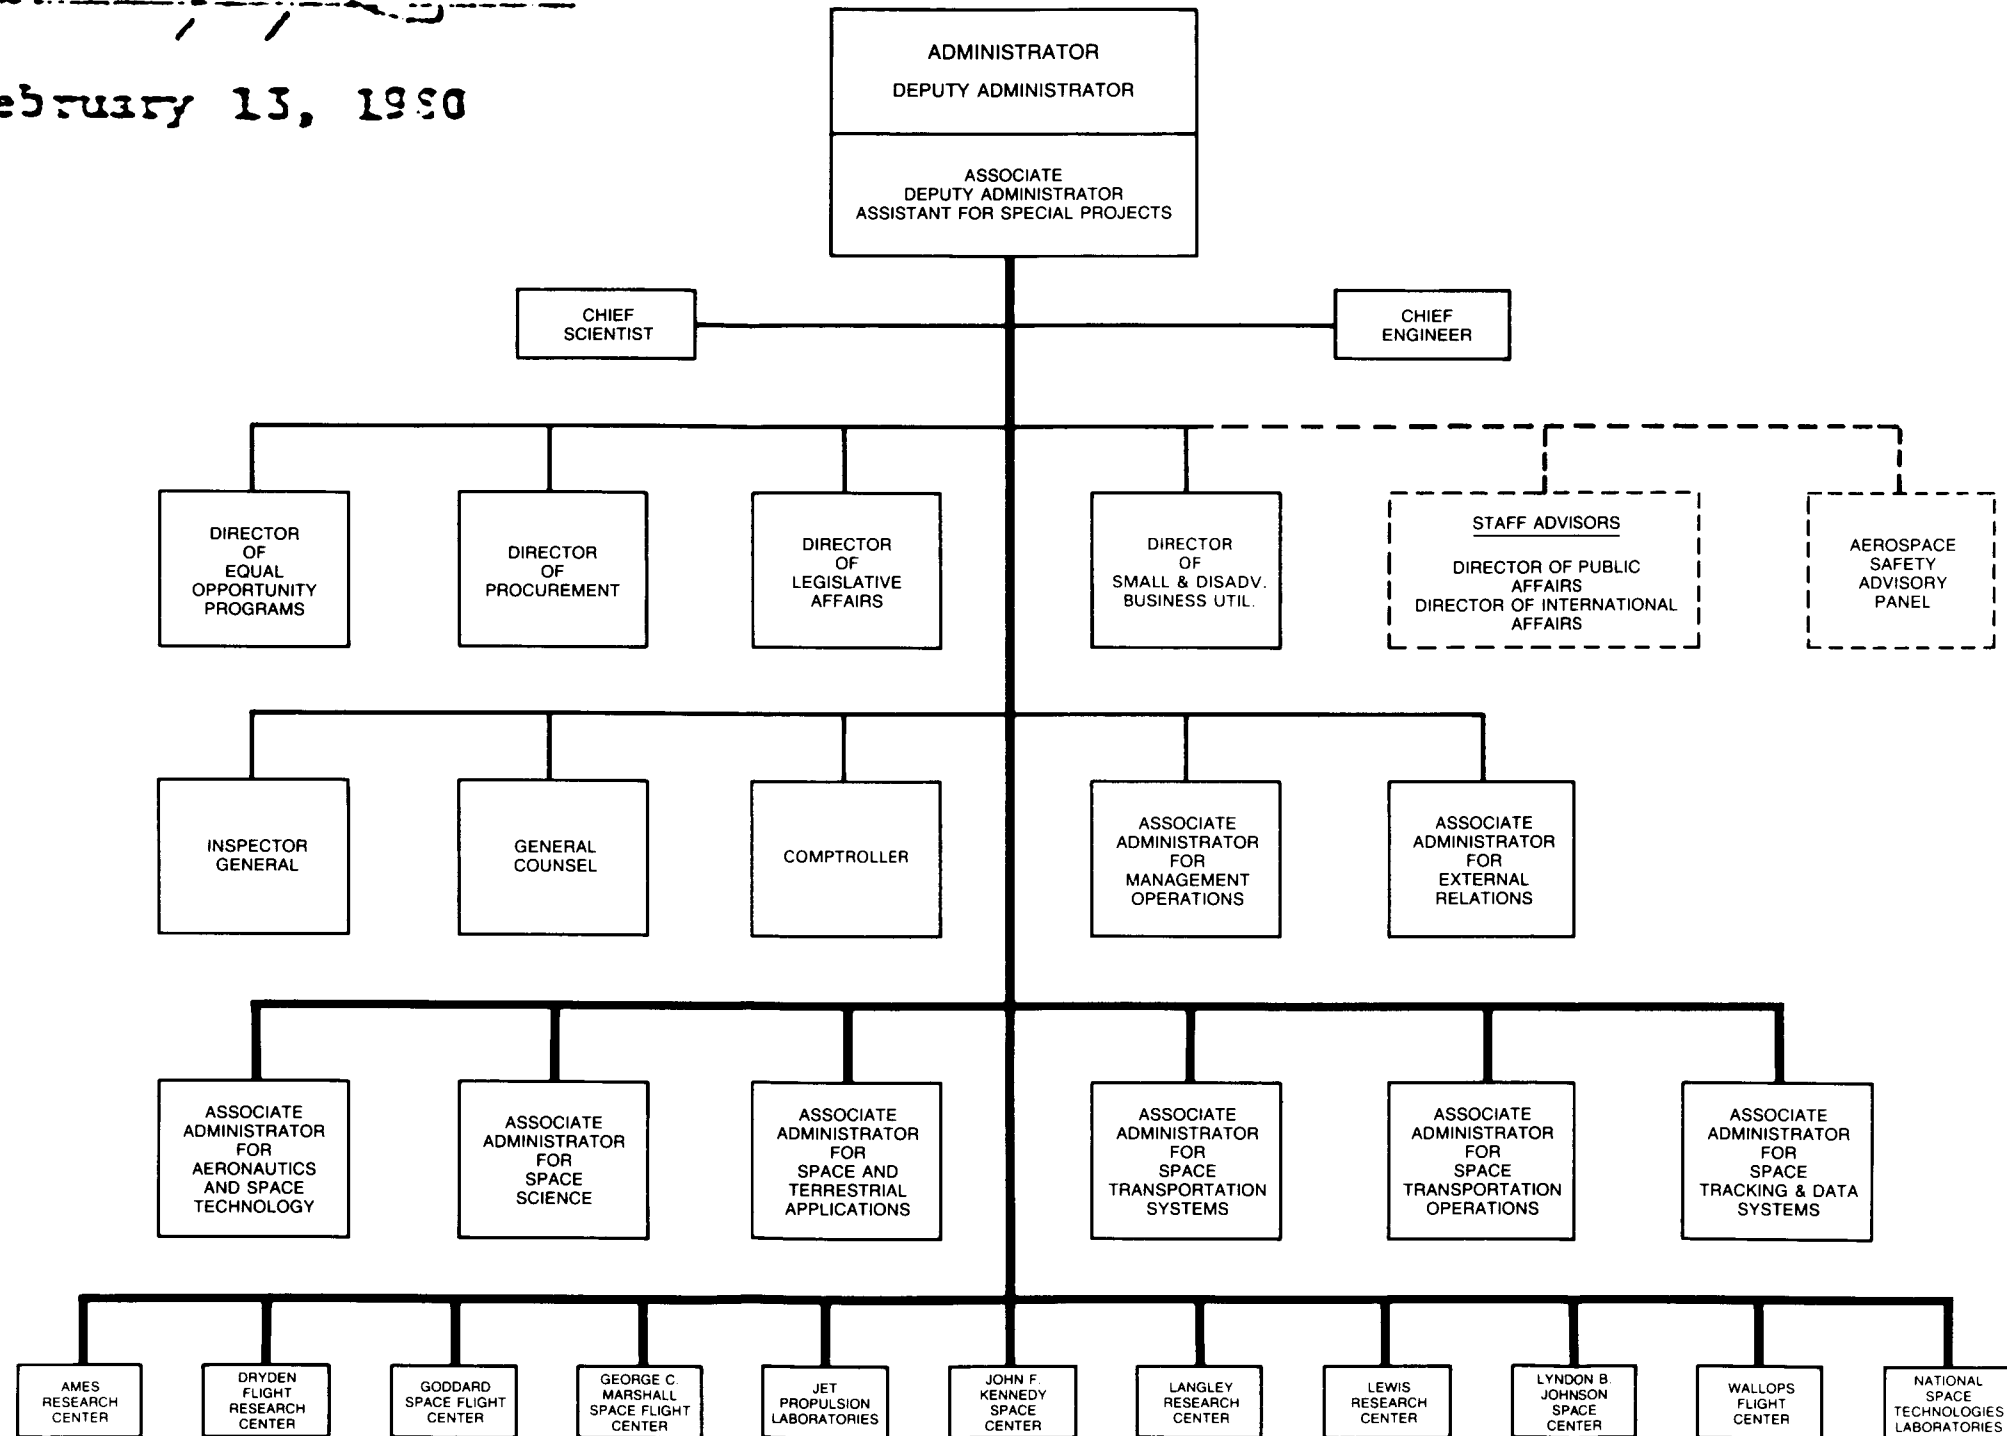 ebruary 13, 1980
ADMINISTRATOR
DEPUTY ADMINISTRATOR
ASSOCIATE
DEPUTY ADMINISTRATOR
ASSISTANT FOR SPECIAL PROJECTS
CHIEF
SCIENTIST
CHIEF
ENGINEER
DIRECTOR
OF
EQUAL
OPPORTUNITY
PROGRAMS
DIRECTOR
OF
PROCUREMENT
DIRECTOR
OF
LEGISLATIVE
AFFAIRS
DIRECTOR
OF
SMALL & DISADV.
BUSINESS UTIL.
STAFF ADVISORS
DIRECTOR OF PUBLIC
AFFAIRS
DIRECTOR OF INTERNATIONAL
AFFAIRS
AEROSPACE
SAFETY
ADVISORY
PANEL
INSPECTOR
GENERAL
GENERAL
COUNSEL
COMPTROLLER
ASSOCIATE
ADMINISTRATOR
FOR
MANAGEMENT
OPERATIONS
ASSOCIATE
ADMINISTRATOR
FOR
EXTERNAL
RELATIONS
ASSOCIATE
ADMINISTRATOR
FOR
AERONAUTICS
AND SPACE
TECHNOLOGY
ASSOCIATE
ADMINISTRATOR
FOR
SPACE
SCIENCE
ASSOCIATE
ADMINISTRATOR
FOR
SPACE AND
TERRESTRIAL
APPLICATIONS
ASSOCIATE
ADMINISTRATOR
FOR
SPACE
TRANSPORTATION
SYSTEMS
ASSOCIATE
ADMINISTRATOR
FOR
SPACE
TRANSPORTATION
OPERATIONS
ASSOCIATE
ADMINISTRATOR
FOR
SPACE
TRACKING & DATA
SYSTEMS
AMES
RESEARCH
CENTER
DRYDEN
FLIGHT
RESEARCH
CENTER
GODDARD
SPACE FLIGHT
CENTER
GEORGE C.
MARSHALL
SPACE FLIGHT
CENTER
JET
PROPULSION
LABORATORIES
JOHN F.
KENNEDY
SPACE
CENTER
LANGLEY
RESEARCH
CENTER
LEWIS
RESEARCH
CENTER
LYNDON B.
JOHNSON
SPACE
CENTER
WALLOPS
FLIGHT
CENTER
NATIONAL
SPACE
TECHNOLOGIES
LABORATORIES